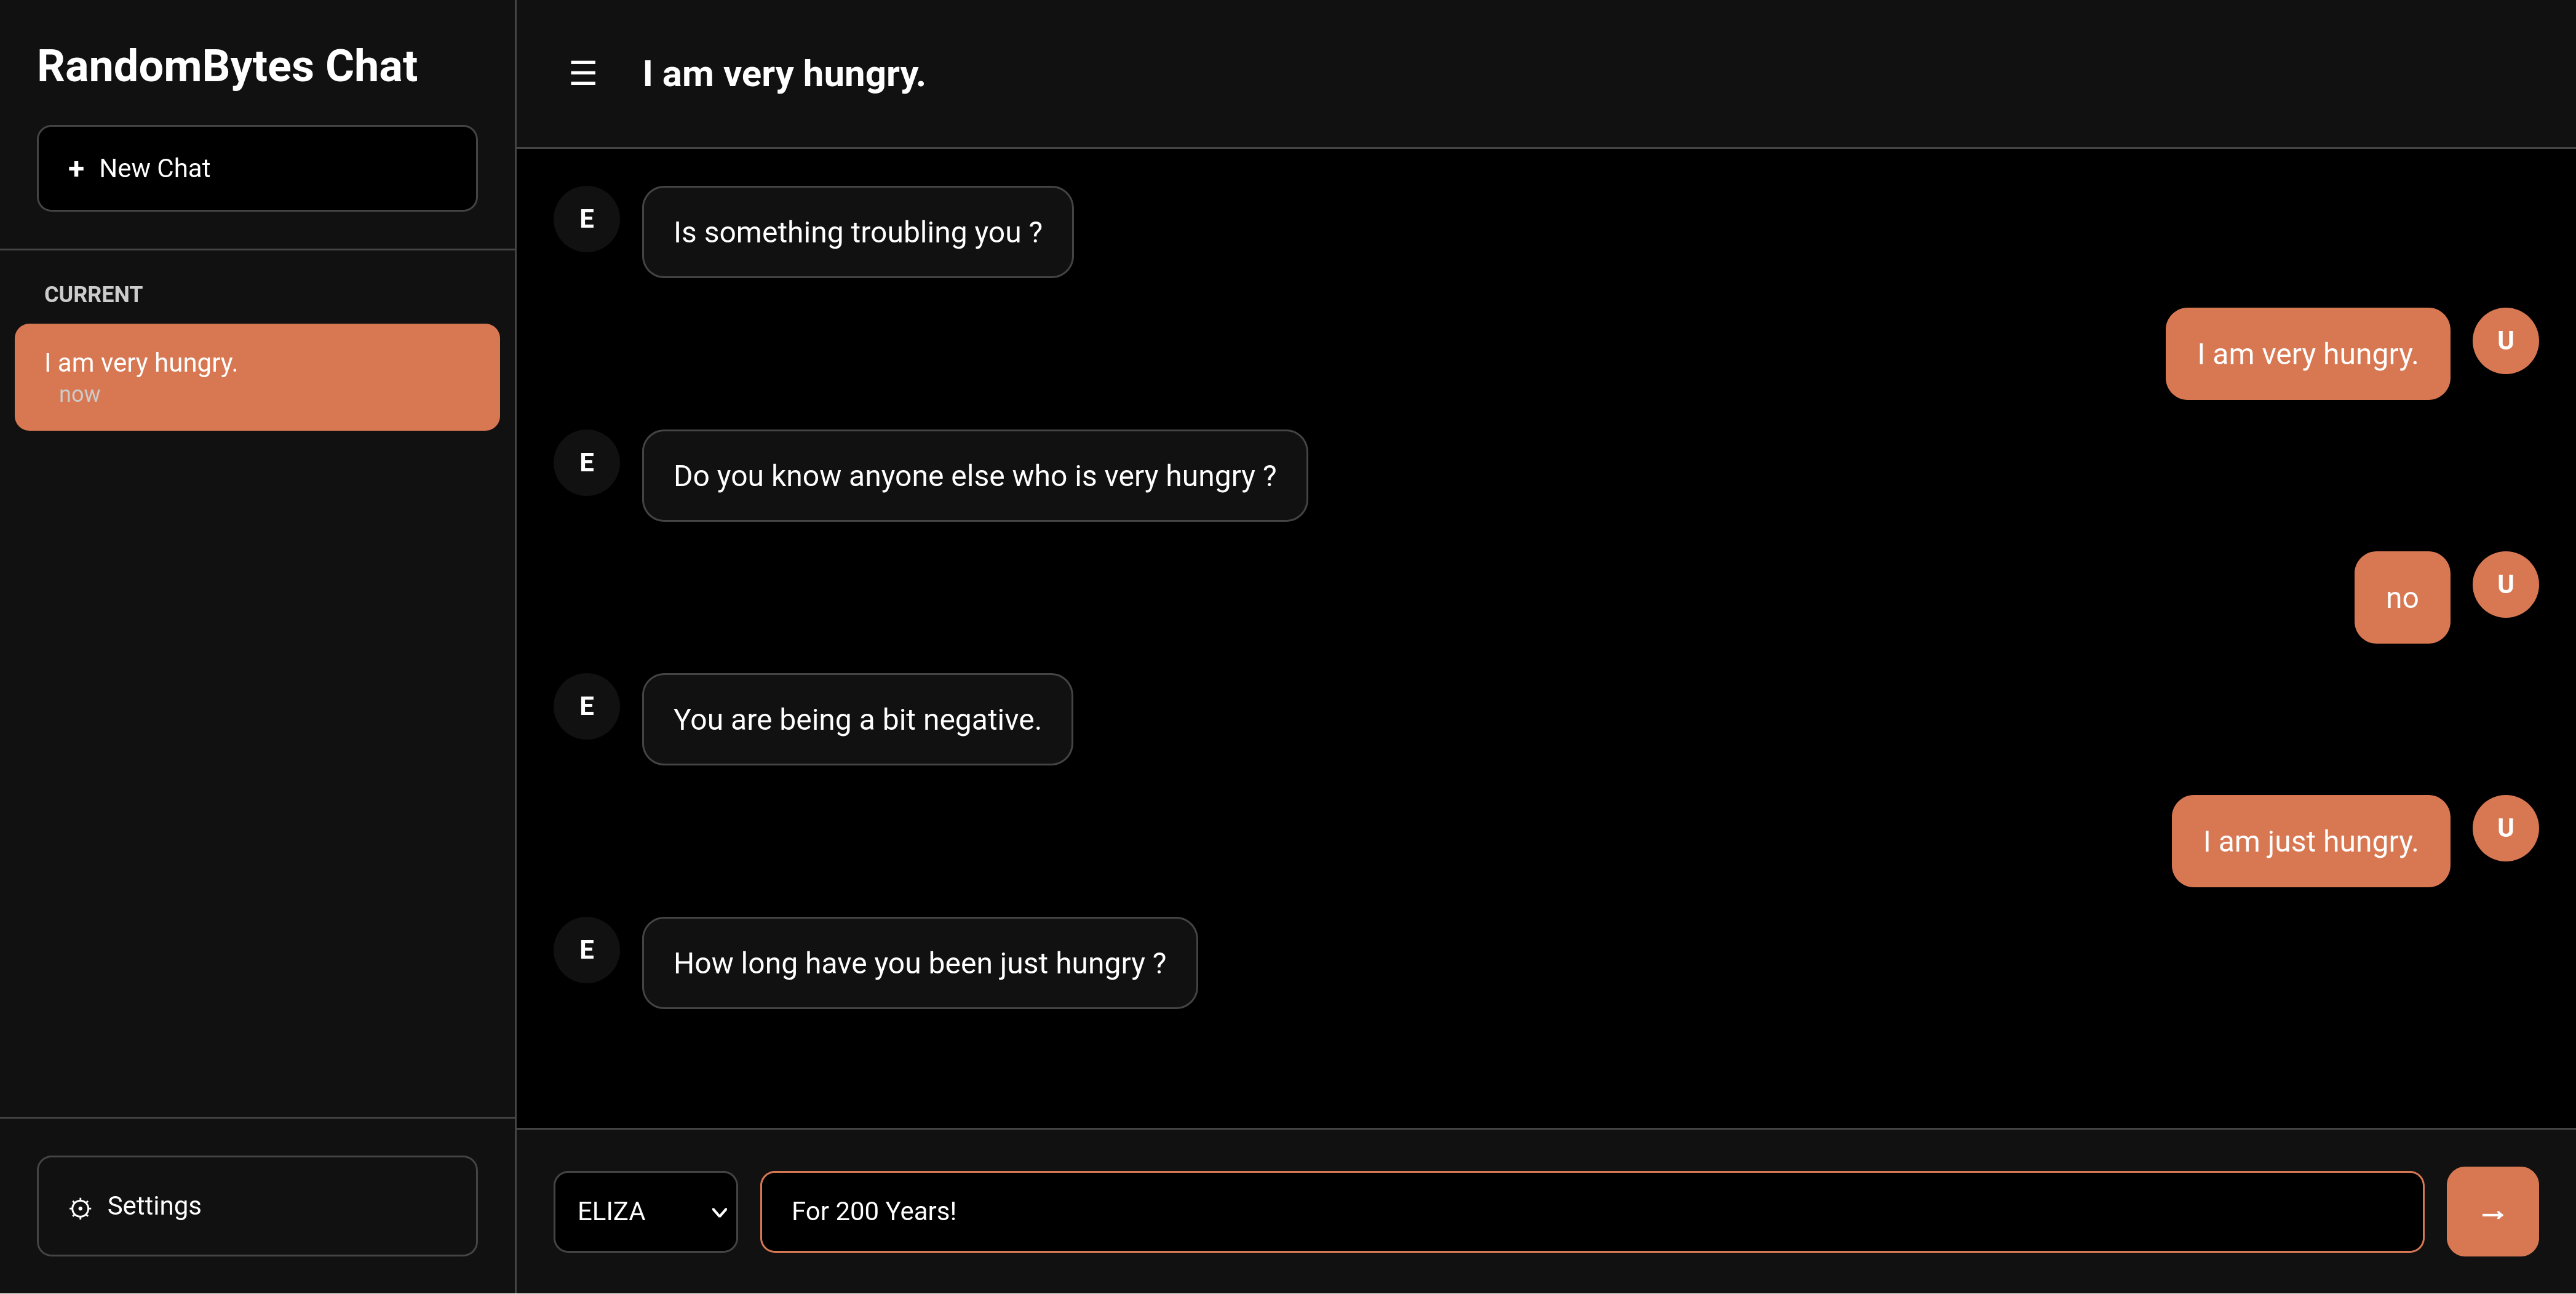 RandomBytes Chat
+ New Chat
CURRENT
I am very hungry.
now
Settings
☰ I am very hungry.
E Is something troubling you ?
I am very hungry. U
E Do you know anyone else who is very hungry ?
no U
E You are being a bit negative.
I am just hungry. U
E How long have you been just hungry ?
ELIZA For 200 Years! →